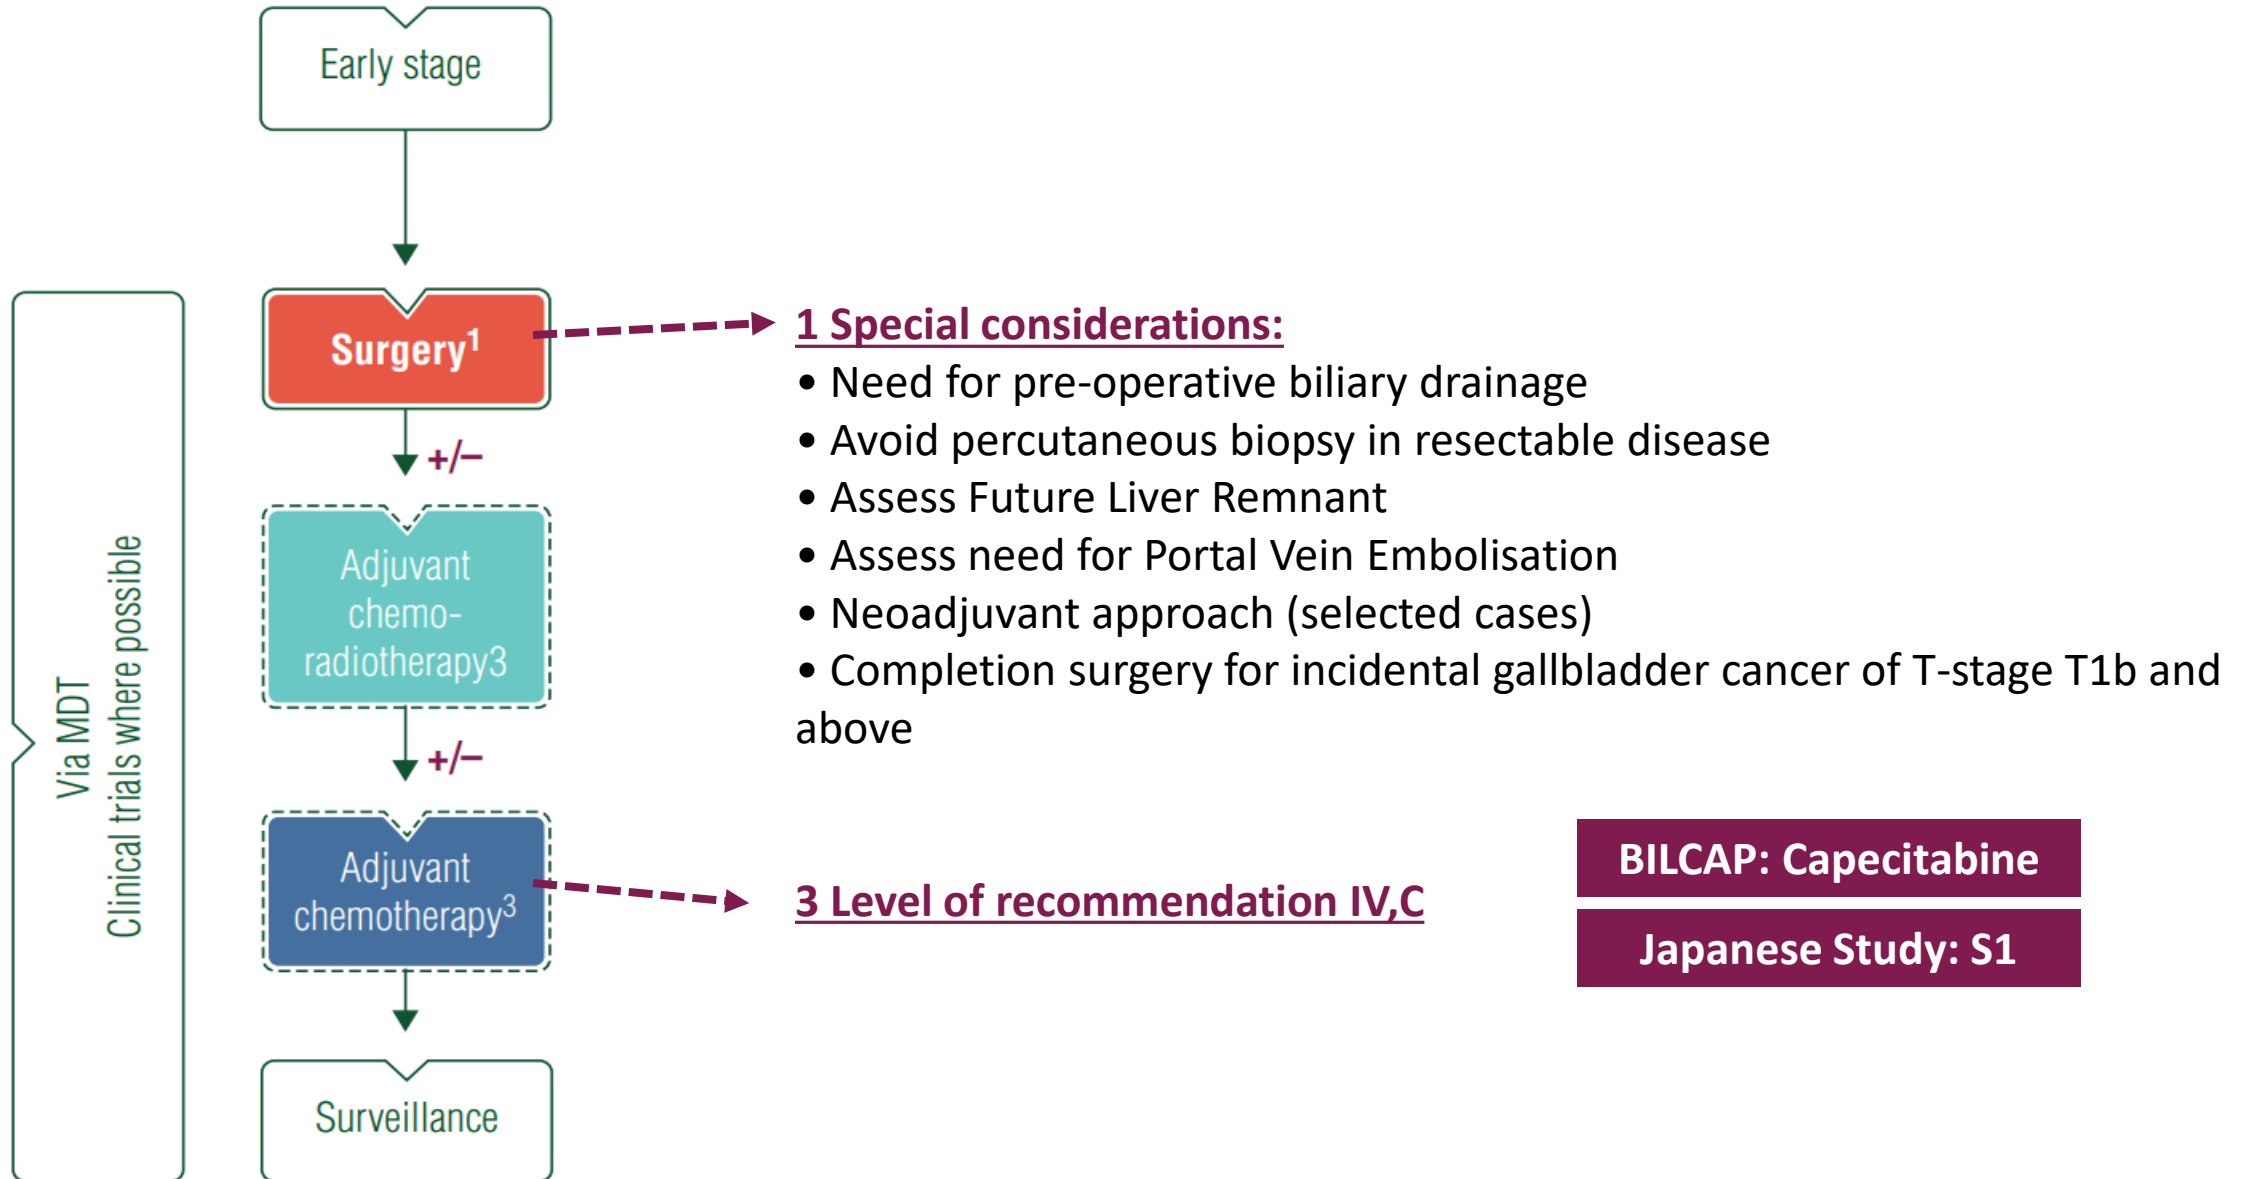 Early stage
Surgery¹
1 Special considerations:
• Need for pre-operative biliary drainage
• Avoid percutaneous biopsy in resectable disease
• Assess Future Liver Remnant
• Assess need for Portal Vein Embolisation
• Neoadjuvant approach (selected cases)
• Completion surgery for incidental gallbladder cancer of T-stage T1b and
above
+/−
Adjuvant
chemo-
radiotherapy3
+/−
Adjuvant
chemotherapy³
3 Level of recommendation IV,C
BILCAP: Capecitabine
Japanese Study: S1
Surveillance
Via MDT
Clinical trials where possible